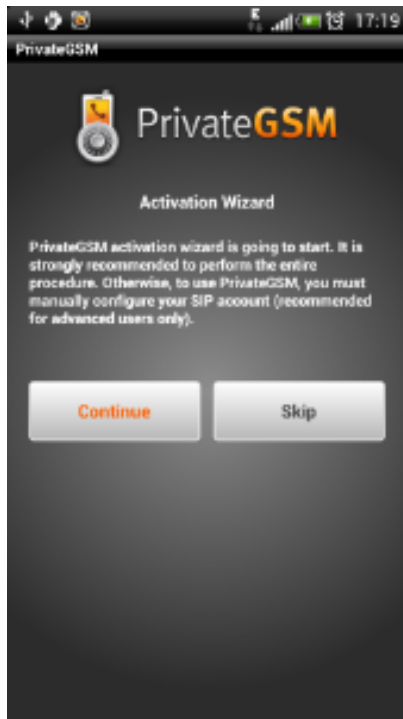 17:19
PrivateGSM
PrivateGSM
Activation Wizard
PrivateGSM activation wizard is going to start. It is
strongly recommended to perform the entire
procedure. Otherwise, to use PrivateGSM, you must
manually configure your SIP account (recommended
for advanced users only).
Continue
Skip